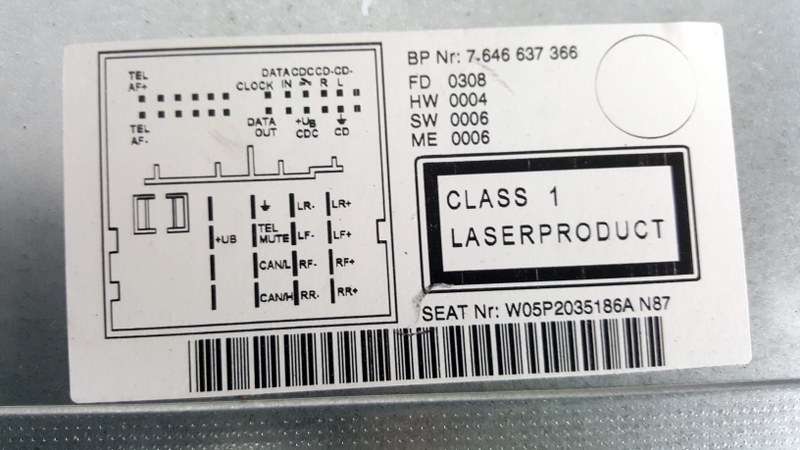 TEL AF+
DATA CDC CD- CD-
CLOCK IN R L
TEL AF-
DATA OUT
+UB CDC
CD
LR- LR+
+UB TEL MUTE LF- LF+
CAN/L RF- RF+
CAN/H RR- RR+
BP Nr: 7 646 637 366
FD 0308
HW 0004
SW 0006
ME 0006
CLASS 1
LASERPRODUCT
SEAT Nr: W05P2035186A N87